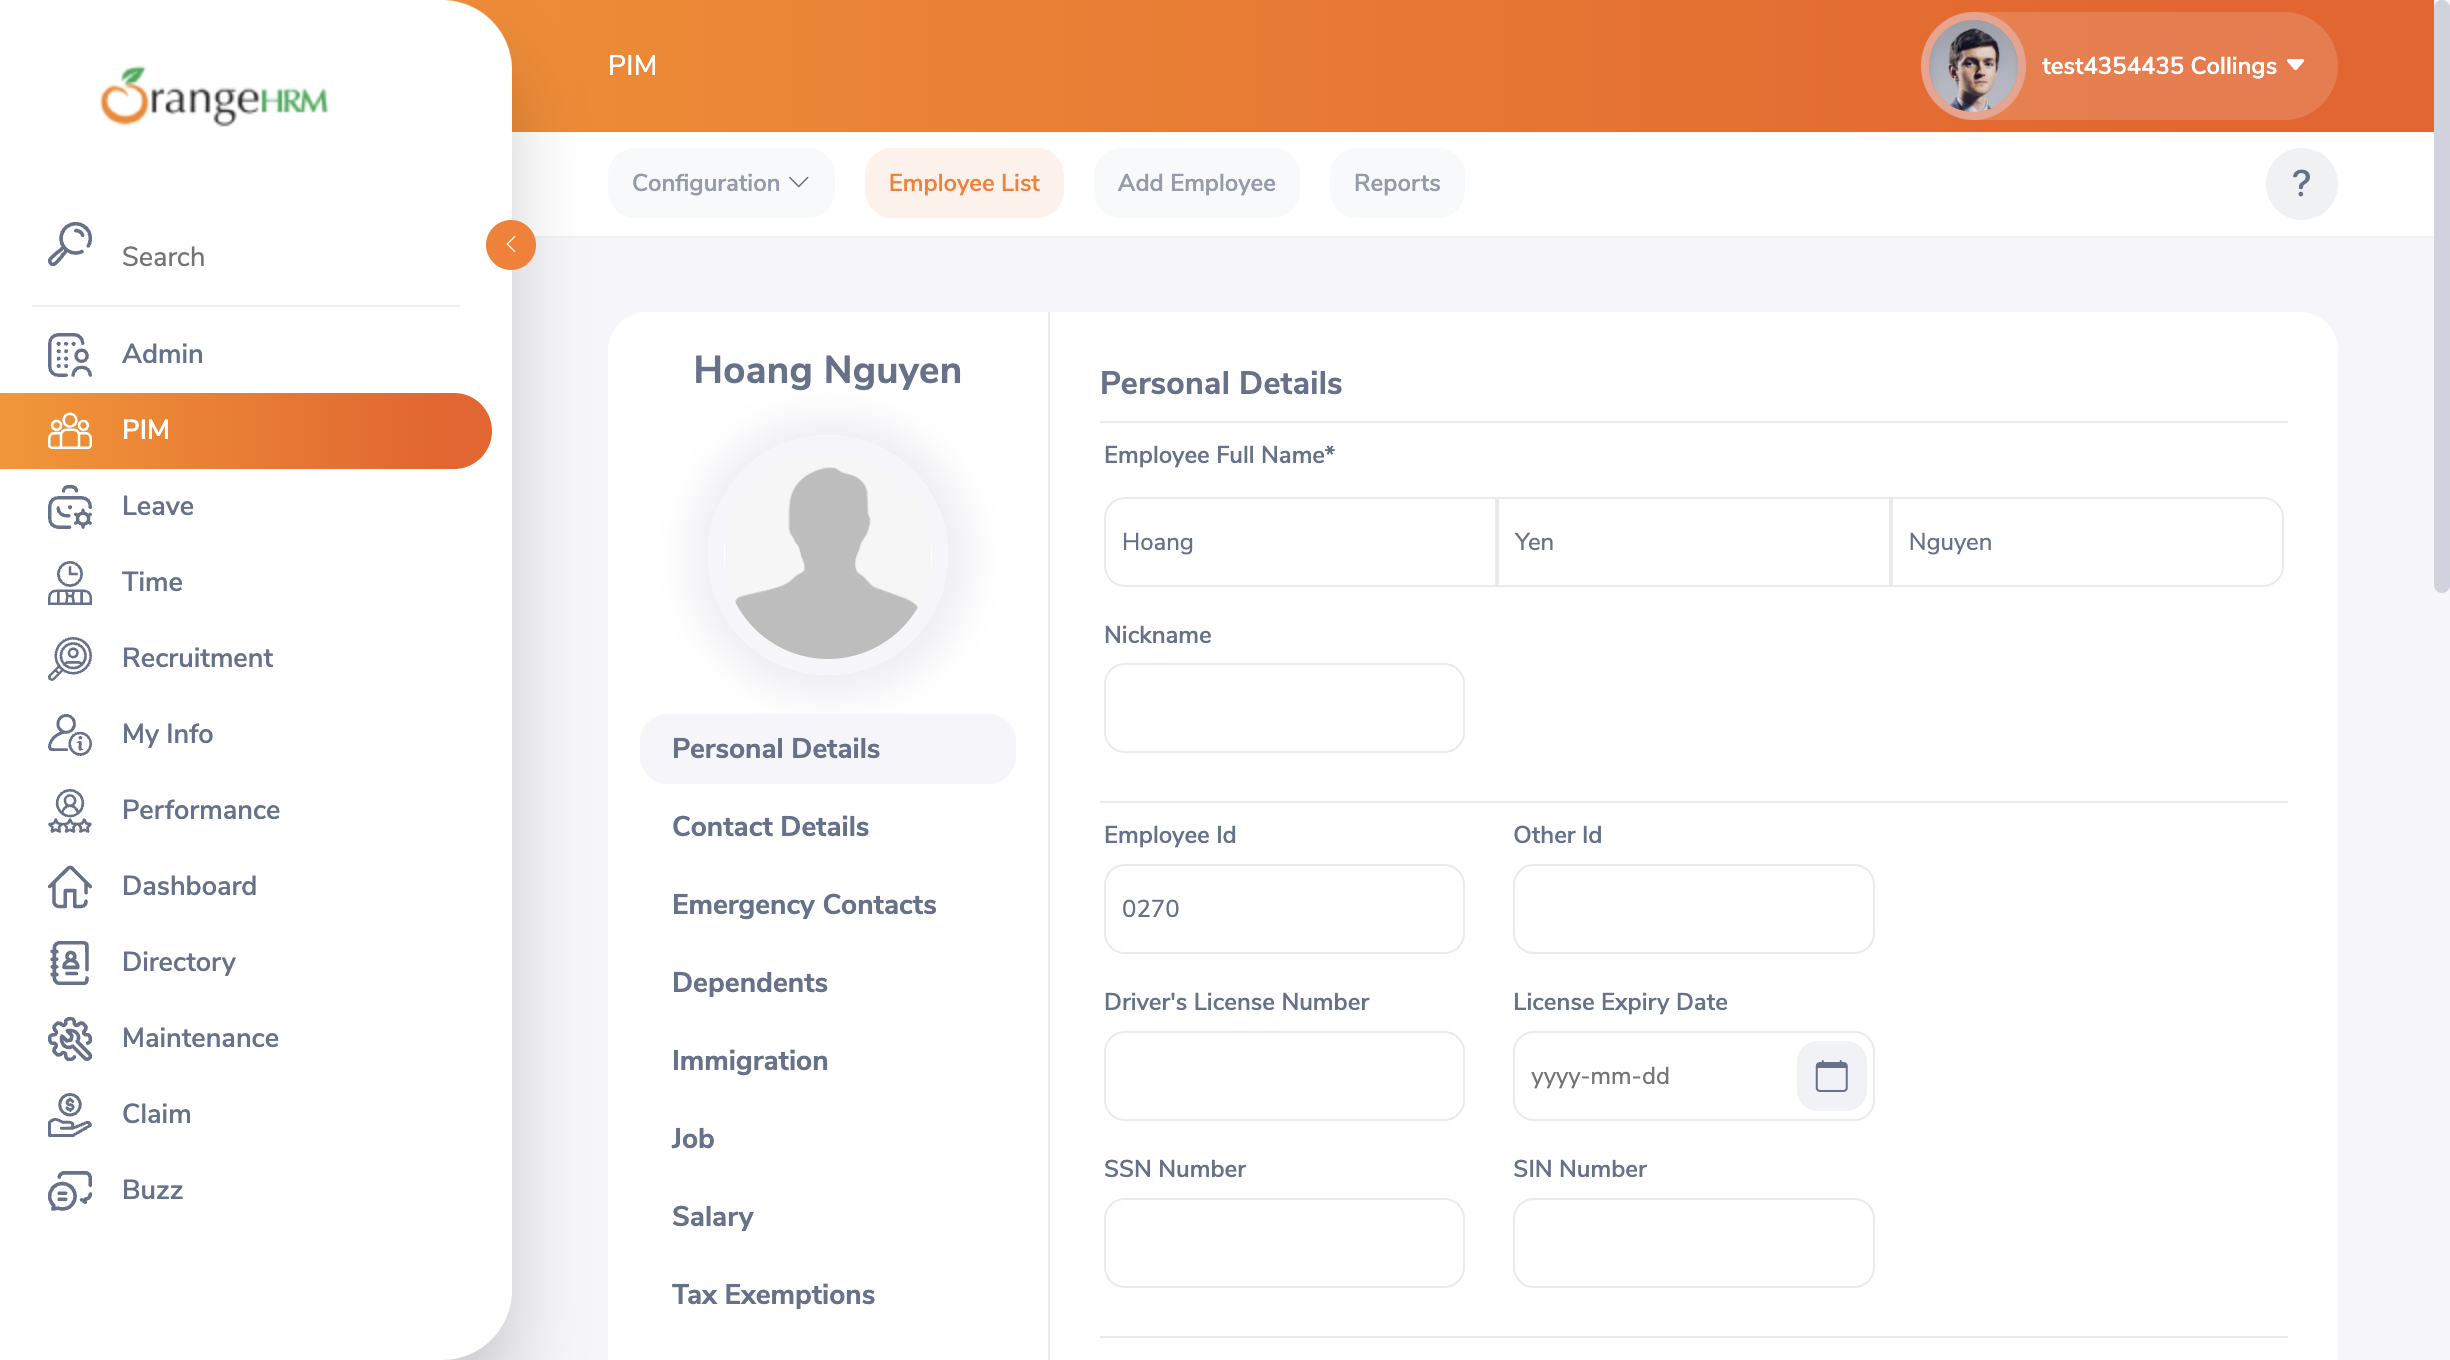 OrangeHRM
PIM
test4354435 Collings
Configuration
Employee List
Add Employee
Reports
?
Search
Admin
PIM
Leave
Time
Recruitment
My Info
Performance
Dashboard
Directory
Maintenance
Claim
Buzz
Hoang Nguyen
Personal Details
Contact Details
Emergency Contacts
Dependents
Immigration
Job
Salary
Tax Exemptions
Personal Details
Employee Full Name*
Hoang
Yen
Nguyen
Nickname
Employee Id
Other Id
0270
Driver's License Number
License Expiry Date
yyyy-mm-dd
SSN Number
SIN Number